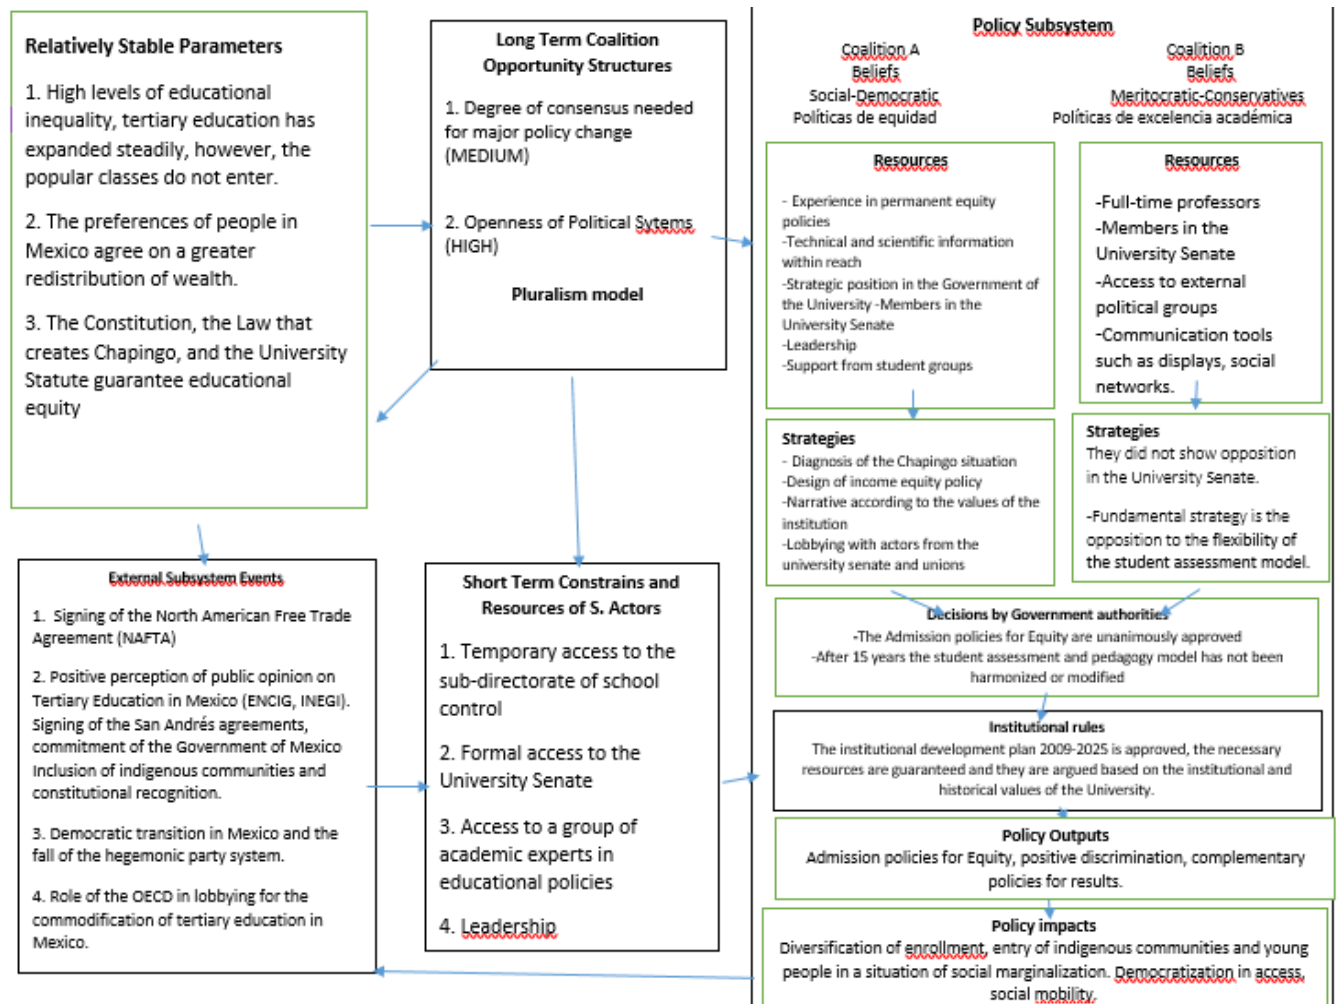 Relatively Stable Parameters
1. High levels of educational
inequality, tertiary education has
expanded steadily, however, the
popular classes do not enter.
2. The preferences of people in
Mexico agree on a greater
redistribution of wealth.
3. The Constitution, the Law that
creates Chapingo, and the University
Statute guarantee educational
equity
Long Term Coalition
Opportunity Structures
1. Degree of consensus needed
for major policy change
(MEDIUM)
2. Openness of Political Sytems
(HIGH)
Pluralism model
External Subsystem Events
1. Signing of the North American Free Trade
Agreement (NAFTA)
2. Positive perception of public opinion on
Tertiary Education in Mexico (ENCIG, INEGI).
Signing of the San Andrés agreements,
commitment of the Government of Mexico
Inclusion of indigenous communities and
constitutional recognition.
3. Democratic transition in Mexico and the
fall of the hegemonic party system.
4. Role of the OECD in lobbying for the
commodification of tertiary education in
Mexico.
Short Term Constrains and
Resources of S. Actors
1. Temporary access to the
sub-directorate of school
control
2. Formal access to the
University Senate
3. Access to a group of
academic experts in
educational policies
4. Leadership
Policy Subsystem
Coalition A
Beliefs
Social-Democratic
Políticas de equidad
Coalition B
Beliefs
Meritocratic-Conservatives
Políticas de excelencia académica
Resources
- Experience in permanent equity
policies
-Technical and scientific information
within reach
-Strategic position in the Government of
the University -Members in the
University Senate
-Leadership
-Support from student groups
Resources
-Full-time professors
-Members in the
University Senate
-Access to external
political groups
-Communication tools
such as displays, social
networks.
Strategies
- Diagnosis of the Chapingo situation
-Design of income equity policy
-Narrative according to the values of the
institution
-Lobbying with actors from the
university senate and unions
Strategies
They did not show opposition
in the University Senate.
-Fundamental strategy is the
opposition to the flexibility of
the student assessment model.
Decisions by Government authorities
-The Admission policies for Equity are unanimously approved
-After 15 years the student assessment and pedagogy model has not been
harmonized or modified
Institutional rules
The institutional development plan 2009-2025 is approved, the necessary
resources are guaranteed and they are argued based on the institutional and
historical values of the University.
Policy Outputs
Admission policies for Equity, positive discrimination, complementary
policies for results.
Policy impacts
Diversification of enrollment, entry of indigenous communities and young
people in a situation of social marginalization. Democratization in access,
social mobility.